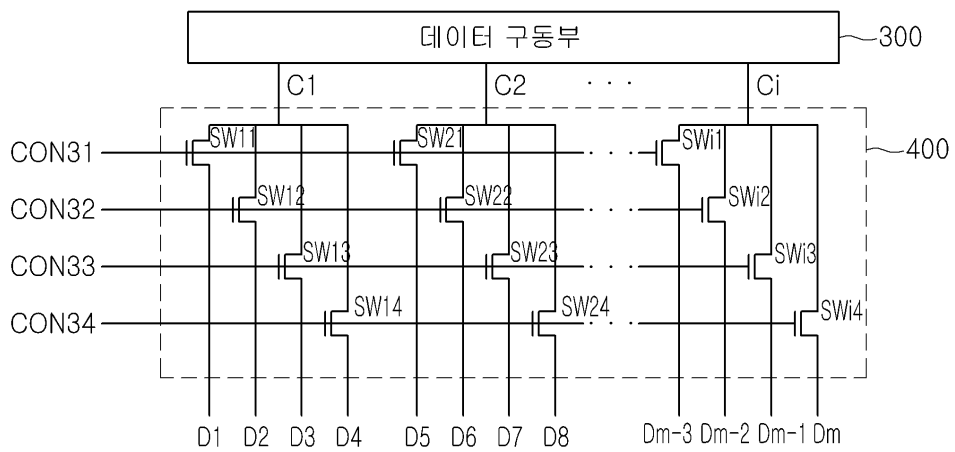 데이터 구동부
300
C1 C2 · · · Ci
SW11 SW21 SWi1
CON31 · · · 400
SW12 SW22 SWi2
CON32 · · ·
SW13 SW23 SWi3
CON33 · · ·
SW14 SW24 SWi4
CON34 · · ·
D1 D2 D3 D4 D5 D6 D7 D8 Dm-3 Dm-2 Dm-1 Dm